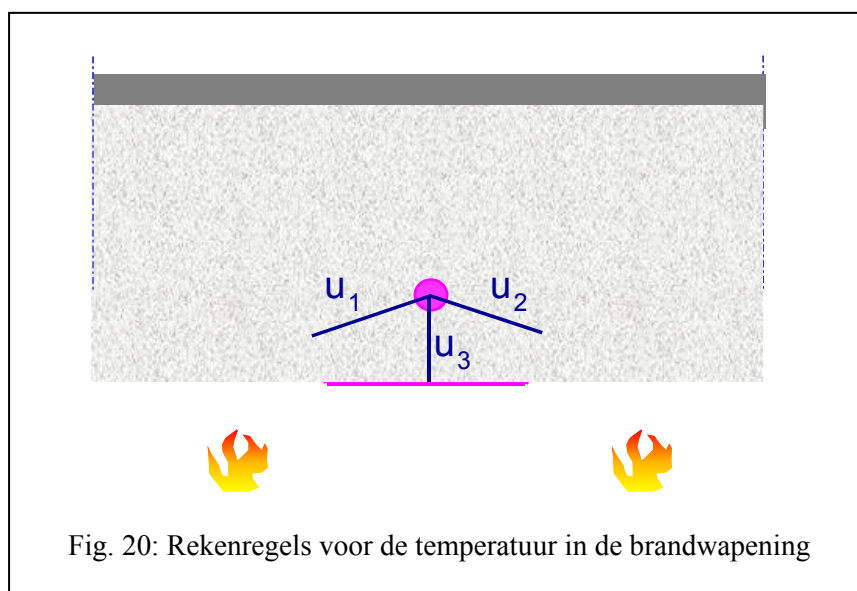 u1
u2
u3
Fig. 20: Rekenregels voor de temperatuur in de brandwapening